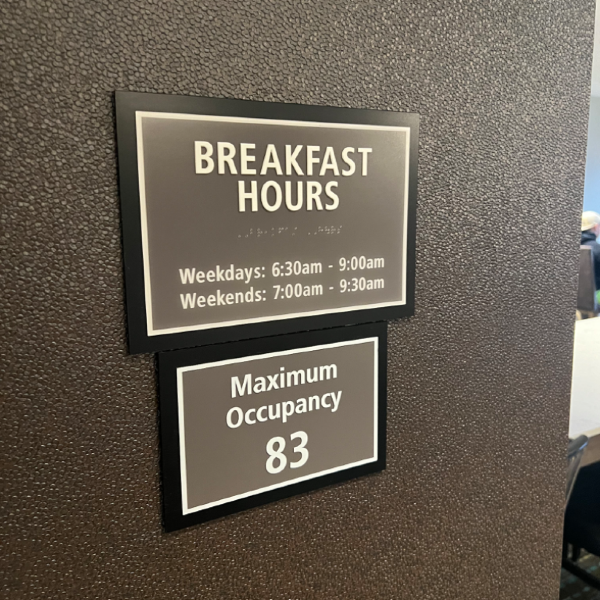 BREAKFAST
HOURS
Weekdays: 6:30am - 9:00am
Weekends: 7:00am - 9:30am
Maximum
Occupancy
83